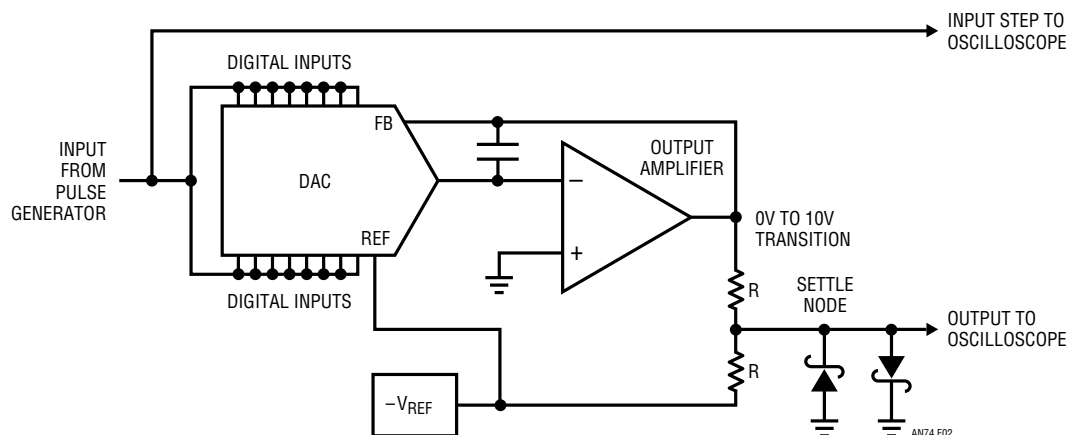 INPUT STEP TO
OSCILLOSCOPE
DIGITAL INPUTS
FB
INPUT
FROM
PULSE
GENERATOR
DAC
OUTPUT
AMPLIFIER
−
+
REF
0V TO 10V
TRANSITION
DIGITAL INPUTS
R
SETTLE
NODE
OUTPUT TO
OSCILLOSCOPE
R
−VREF
AN74 F02